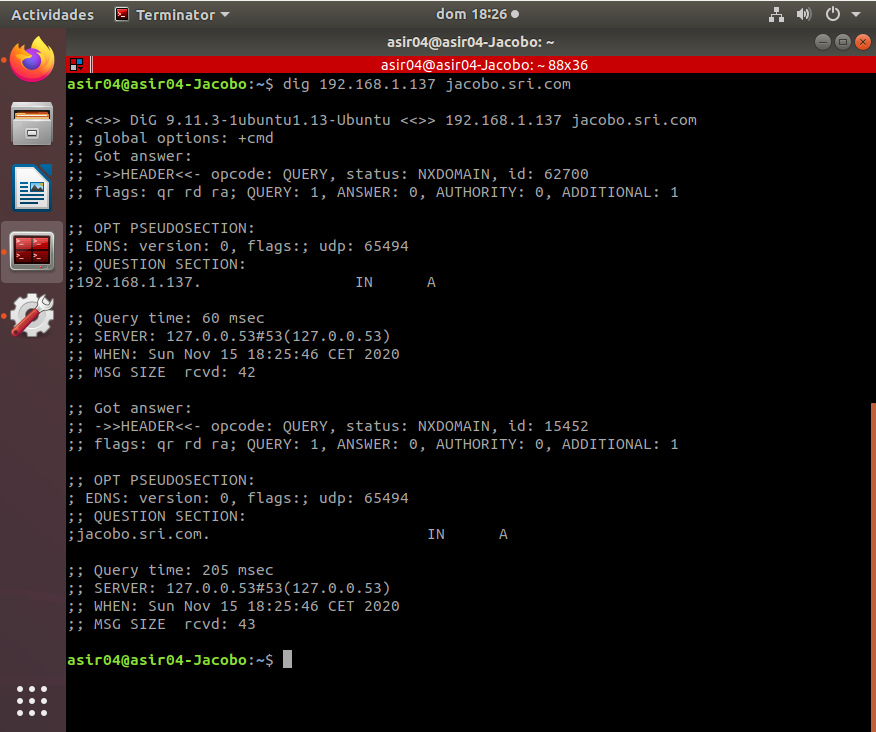 Actividades Terminator dom 18:26
asir04@asir04-Jacobo: ~
asir04@asir04-Jacobo: ~ 88x36
asir04@asir04-Jacobo:~$ dig 192.168.1.137 jacobo.sri.com
; <<>> DiG 9.11.3-1ubuntu1.13-Ubuntu <<>> 192.168.1.137 jacobo.sri.com
;; global options: +cmd
;; Got answer:
;; ->>HEADER<<- opcode: QUERY, status: NXDOMAIN, id: 62700
;; flags: qr rd ra; QUERY: 1, ANSWER: 0, AUTHORITY: 0, ADDITIONAL: 1
;; OPT PSEUDOSECTION:
; EDNS: version: 0, flags:; udp: 65494
;; QUESTION SECTION:
;192.168.1.137. IN A
;; Query time: 60 msec
;; SERVER: 127.0.0.53#53(127.0.0.53)
;; WHEN: Sun Nov 15 18:25:46 CET 2020
;; MSG SIZE rcvd: 42
;; Got answer:
;; ->>HEADER<<- opcode: QUERY, status: NXDOMAIN, id: 15452
;; flags: qr rd ra; QUERY: 1, ANSWER: 0, AUTHORITY: 0, ADDITIONAL: 1
;; OPT PSEUDOSECTION:
; EDNS: version: 0, flags:; udp: 65494
;; QUESTION SECTION:
;jacobo.sri.com. IN A
;; Query time: 205 msec
;; SERVER: 127.0.0.53#53(127.0.0.53)
;; WHEN: Sun Nov 15 18:25:46 CET 2020
;; MSG SIZE rcvd: 43
asir04@asir04-Jacobo:~$